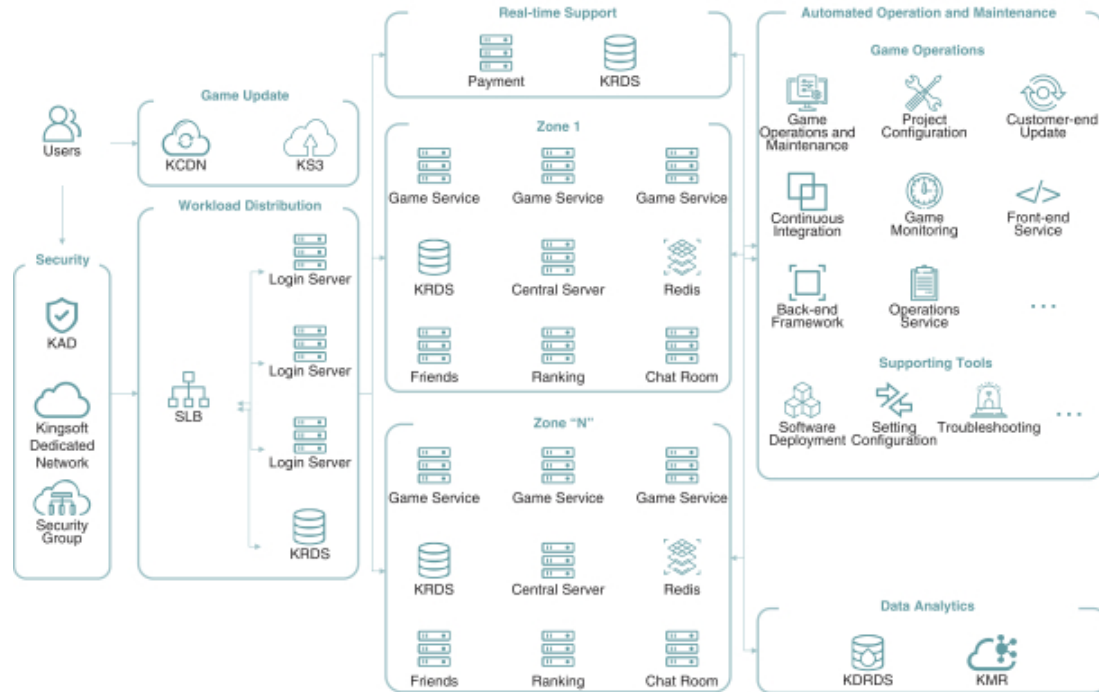 Users
Game Update
KCDN
KS3
Security
KAD
Kingsoft
Dedicated
Network
Security
Group
Workload Distribution
SLB
Login Server
Login Server
Login Server
KRDS
Real-time Support
Payment
KRDS
Zone 1
Game Service
Game Service
Game Service
KRDS
Central Server
Redis
Friends
Ranking
Chat Room
Zone "N"
Game Service
Game Service
Game Service
KRDS
Central Server
Redis
Friends
Ranking
Chat Room
Automated Operation and Maintenance
Game Operations
Game
Operations and
Maintenance
Project
Configuration
Customer-end
Update
Continuous
Integration
Game
Monitoring
Front-end
Service
Back-end
Framework
Operations
Service
...
Supporting Tools
Software
Deployment
Setting
Configuration
Troubleshooting
...
Data Analytics
KDRDS
KMR